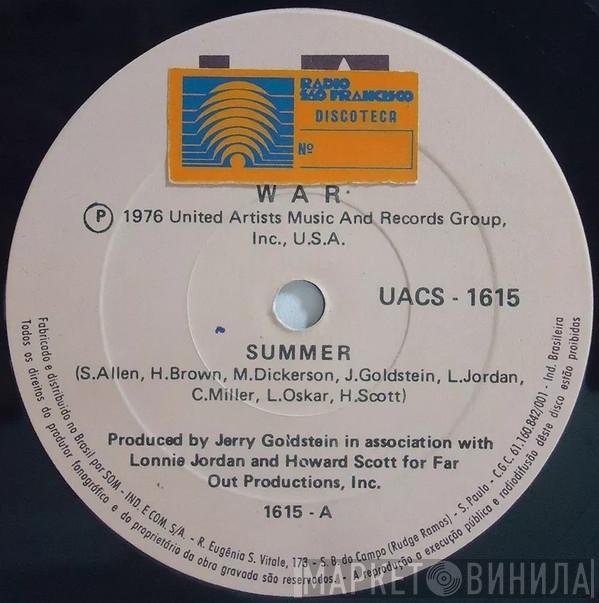 RADIO
SÃO FRANCISCO
DISCOTECA
Nº
WAR
℗ 1976 United Artists Music And Records Group,
Inc., U.S.A.
UACS - 1615
SUMMER
(S.Allen, H.Brown, M.Dickerson, J.Goldstein, L.Jordan,
C.Miller, L.Oskar, H.Scott)
Produced by Jerry Goldstein in association with
Lonnie Jordan and Howard Scott for Far
Out Productions, Inc.
1615 - A
Fabricado e distribuido no Brasil por SOM - IND. E COM. S/A. - R. Eugênia S. Vitale, 173 - S. B. do Campo (Rudge Ramos) - S. Paulo - C.G.C. 61.160.842/001 - Ind. Brasileira
Todos os direitos do produtor fonográfico e do proprietário da obra gravada são reservados. A reprodução a execução pública e radiodifusão dêste disco estão proibidas
МАРКЕТ ВИНИЛА